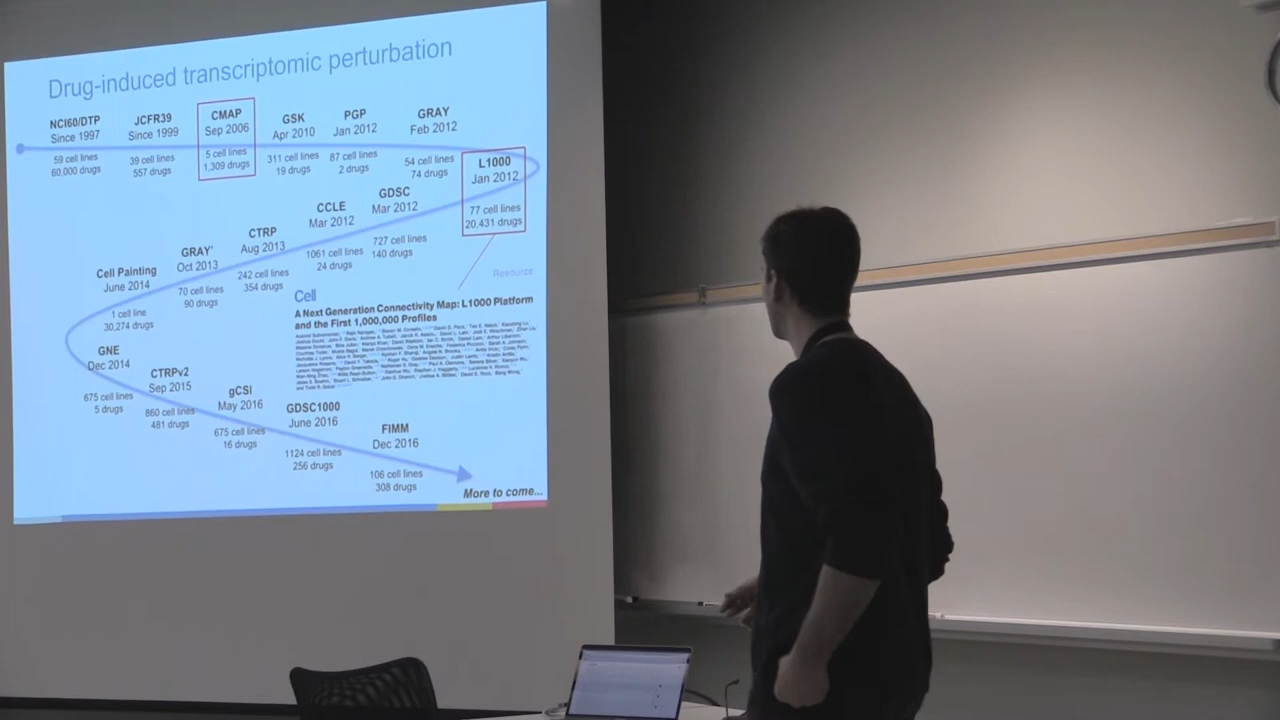 Drug-induced transcriptomic perturbation
NCI60/DTP
Since 1997
59 cell lines
60,000 drugs
JCFR39
Since 1999
39 cell lines
557 drugs
CMAP
Sep 2006
5 cell lines
1,309 drugs
GSK
Apr 2010
311 cell lines
19 drugs
PGP
Jan 2012
87 cell lines
2 drugs
GRAY
Feb 2012
54 cell lines
74 drugs
L1000
Jan 2012
77 cell lines
20,431 drugs
GDSC
Mar 2012
727 cell lines
140 drugs
CCLE
Mar 2012
1061 cell lines
24 drugs
CTRP
Aug 2013
242 cell lines
354 drugs
GRAY'
Oct 2013
70 cell lines
90 drugs
Cell Painting
June 2014
1 cell line
30,274 drugs
Resource
Cell
A Next Generation Connectivity Map: L1000 Platform
and the First 1,000,000 Profiles
GNE
Dec 2014
675 cell lines
5 drugs
CTRPv2
Sep 2015
860 cell lines
481 drugs
gCSI
May 2016
675 cell lines
16 drugs
GDSC1000
June 2016
1124 cell lines
256 drugs
FIMM
Dec 2016
106 cell lines
308 drugs
More to come...